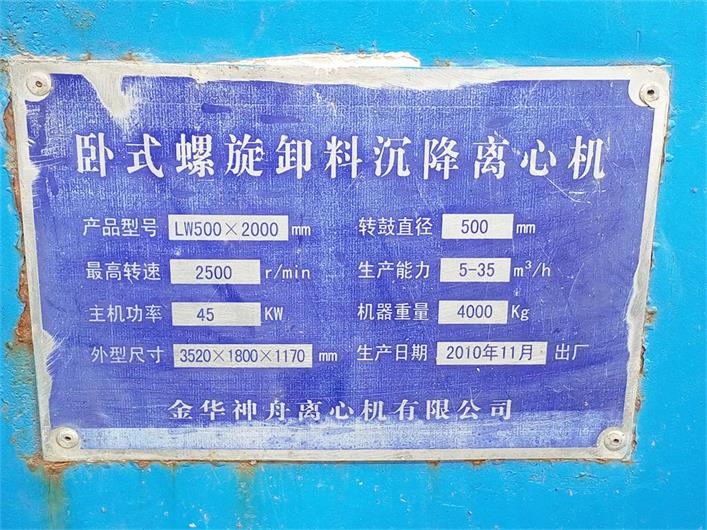 卧式螺旋卸料沉降离心机
产品型号 LW500×2000 mm 转鼓直径 500 mm
最高转速 2500 r/min 生产能力 5-35 m³/h
主机功率 45 KW 机器重量 4000 Kg
外型尺寸 3520×1800×1170 mm 生产日期 2010年11月 出厂
金华神舟离心机有限公司